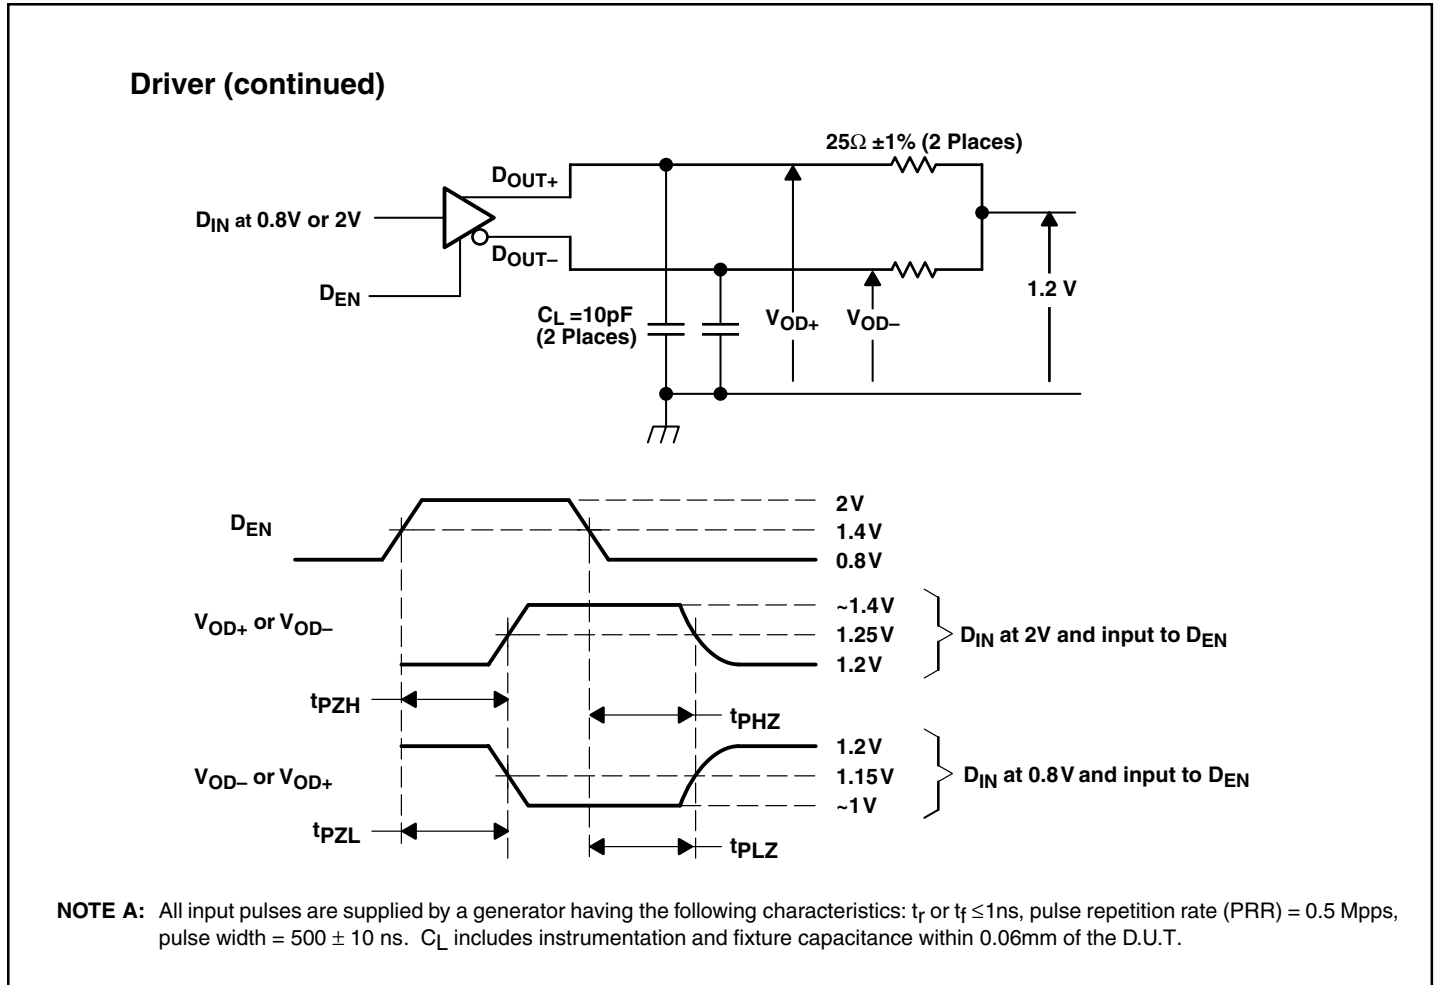 Driver (continued)
25Ω ±1% (2 Places)
DOUT+
DIN at 0.8V or 2V
DOUT–
DEN
1.2 V
CL =10pF
(2 Places)
VOD+
VOD–
2V
DEN
1.4V
0.8V
~1.4V
VOD+ or VOD–
1.25V
DIN at 2V and input to DEN
1.2V
tPZH
tPHZ
1.2V
VOD– or VOD+
1.15V
DIN at 0.8V and input to DEN
~1V
tPZL
tPLZ
NOTE A: All input pulses are supplied by a generator having the following characteristics: tr or tf ≤1ns, pulse repetition rate (PRR) = 0.5 Mpps,
pulse width = 500 ± 10 ns. CL includes instrumentation and fixture capacitance within 0.06mm of the D.U.T.